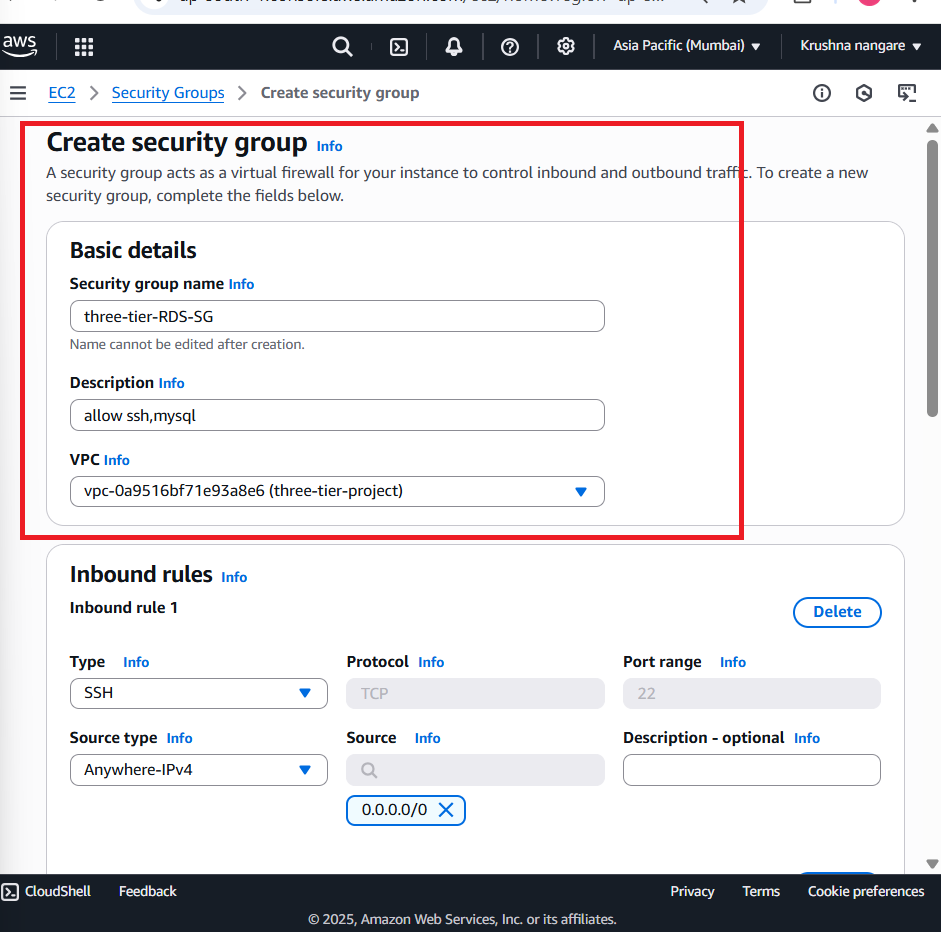 aws
Asia Pacific (Mumbai)
Krushna nangare
EC2
Security Groups
Create security group
Create security group Info
A security group acts as a virtual firewall for your instance to control inbound and outbound traffic. To create a new
security group, complete the fields below.
Basic details
Security group name Info
three-tier-RDS-SG
Name cannot be edited after creation.
Description Info
allow ssh,mysql
VPC Info
vpc-0a9516bf71e93a8e6 (three-tier-project)
Inbound rules Info
Inbound rule 1
Delete
Type Info
Protocol Info
Port range Info
SSH
TCP
22
Source type Info
Source Info
Description - optional Info
Anywhere-IPv4
0.0.0.0/0
CloudShell
Feedback
Privacy
Terms
Cookie preferences
© 2025, Amazon Web Services, Inc. or its affiliates.